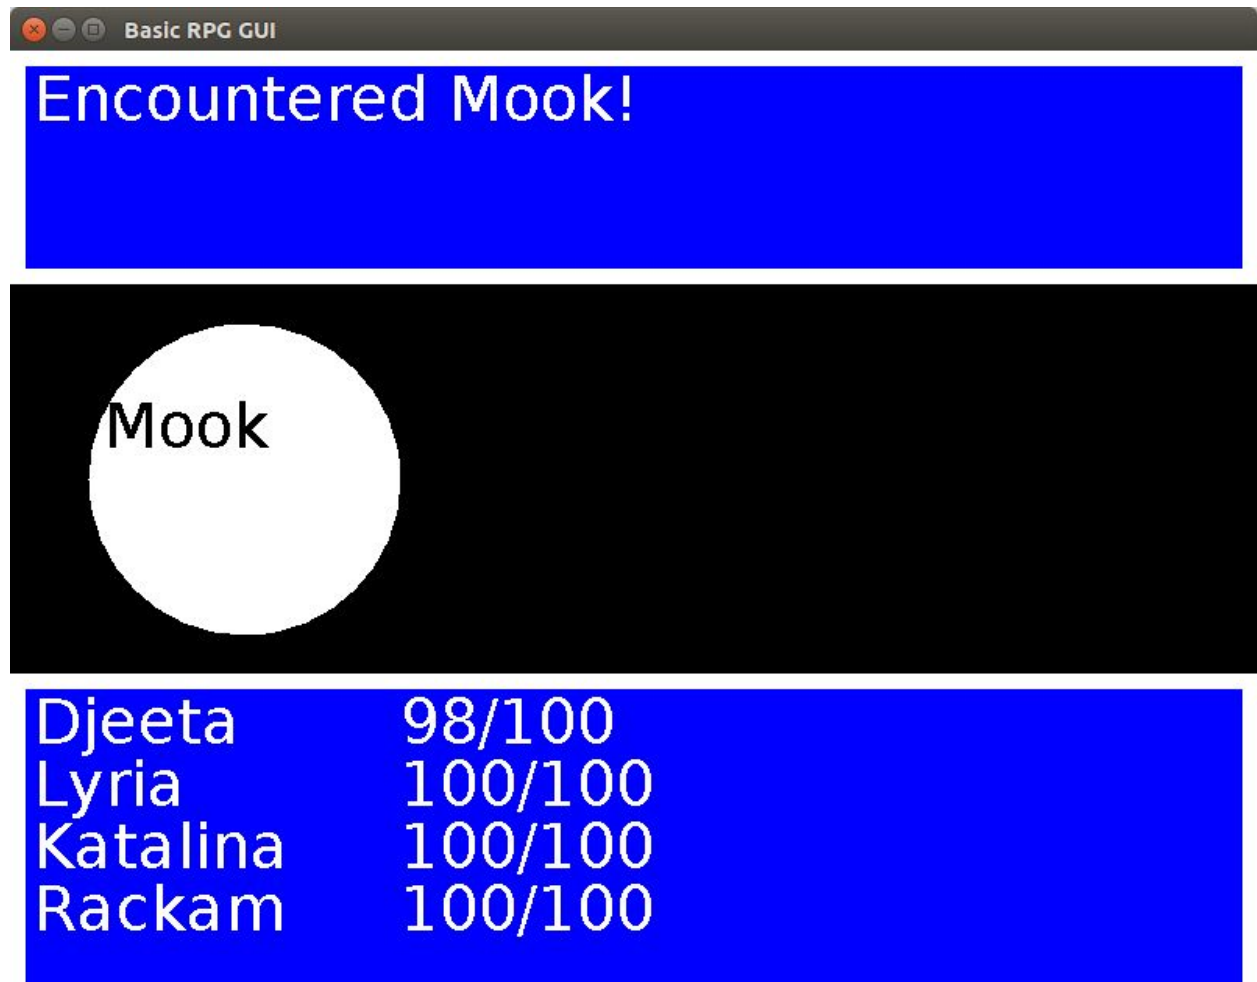 Basic RPG GUI
Encountered Mook!
Mook
Djeeta 98/100
Lyria 100/100
Katalina 100/100
Rackam 100/100